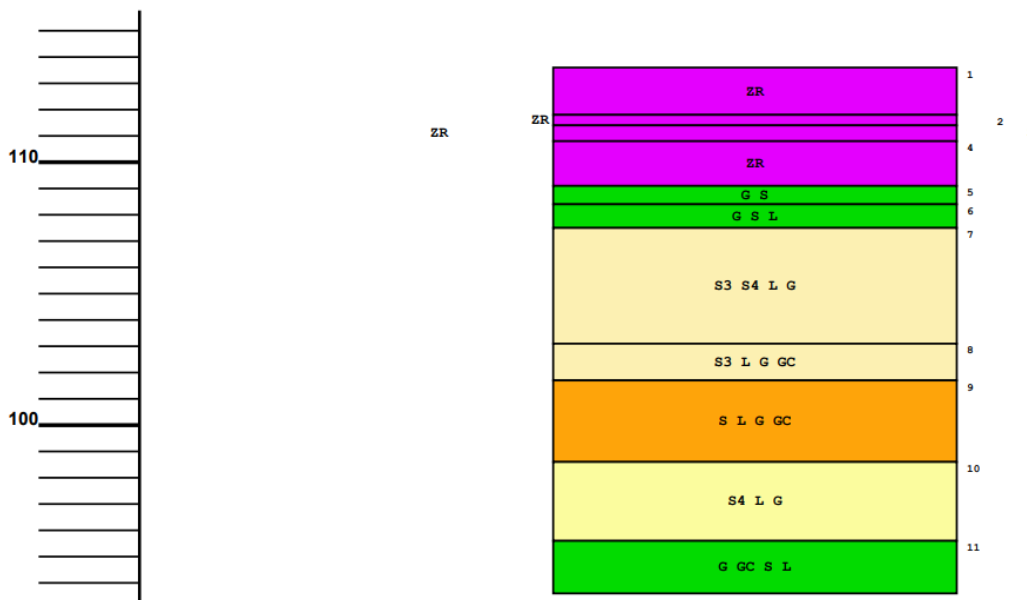 1
ZR
ZR
2
ZR
4
110
ZR
5
G S
6
G S L
7
S3 S4 L G
8
S3 L G GC
9
100
S L G GC
10
S4 L G
11
G GC S L